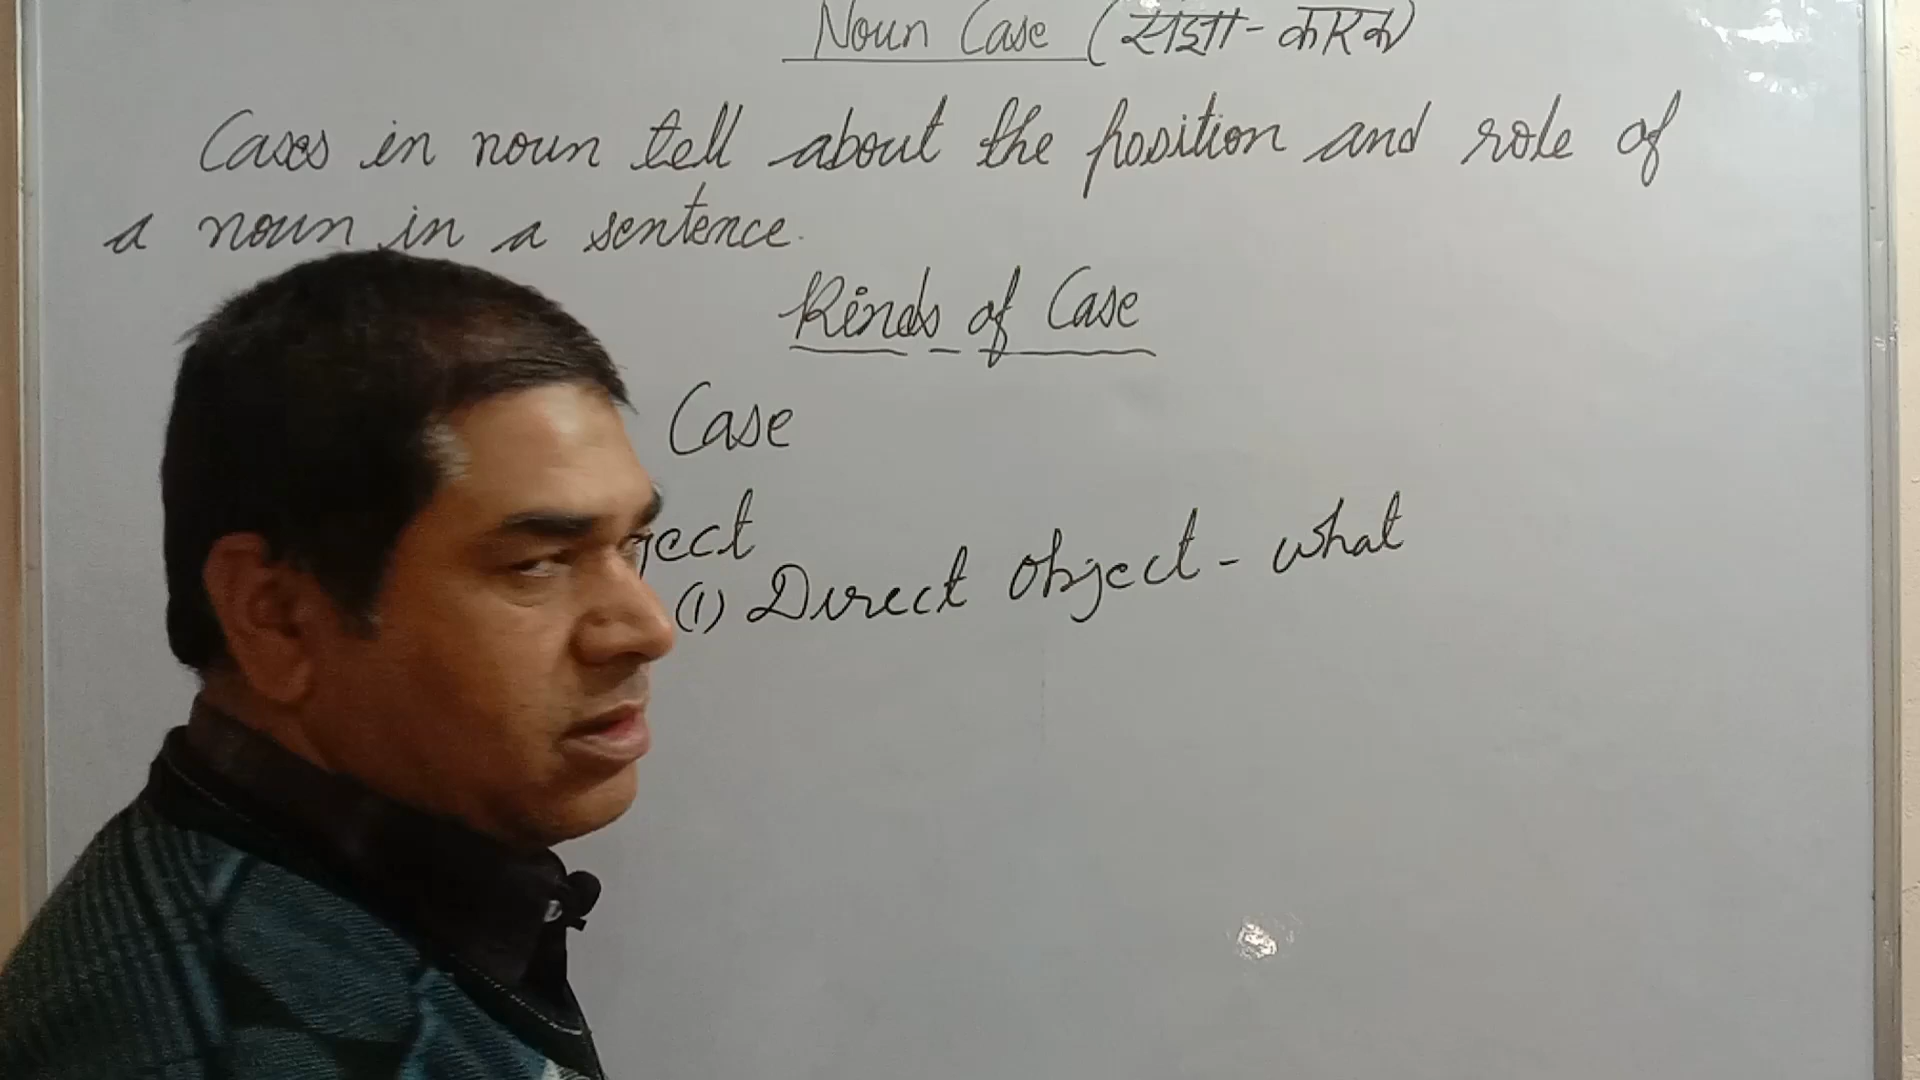 Noun Case (संज्ञा-कारक)
Cases in noun tell about the position and role of
a noun in a sentence.
Kinds of Case
Case
ject
(1) Direct object - what